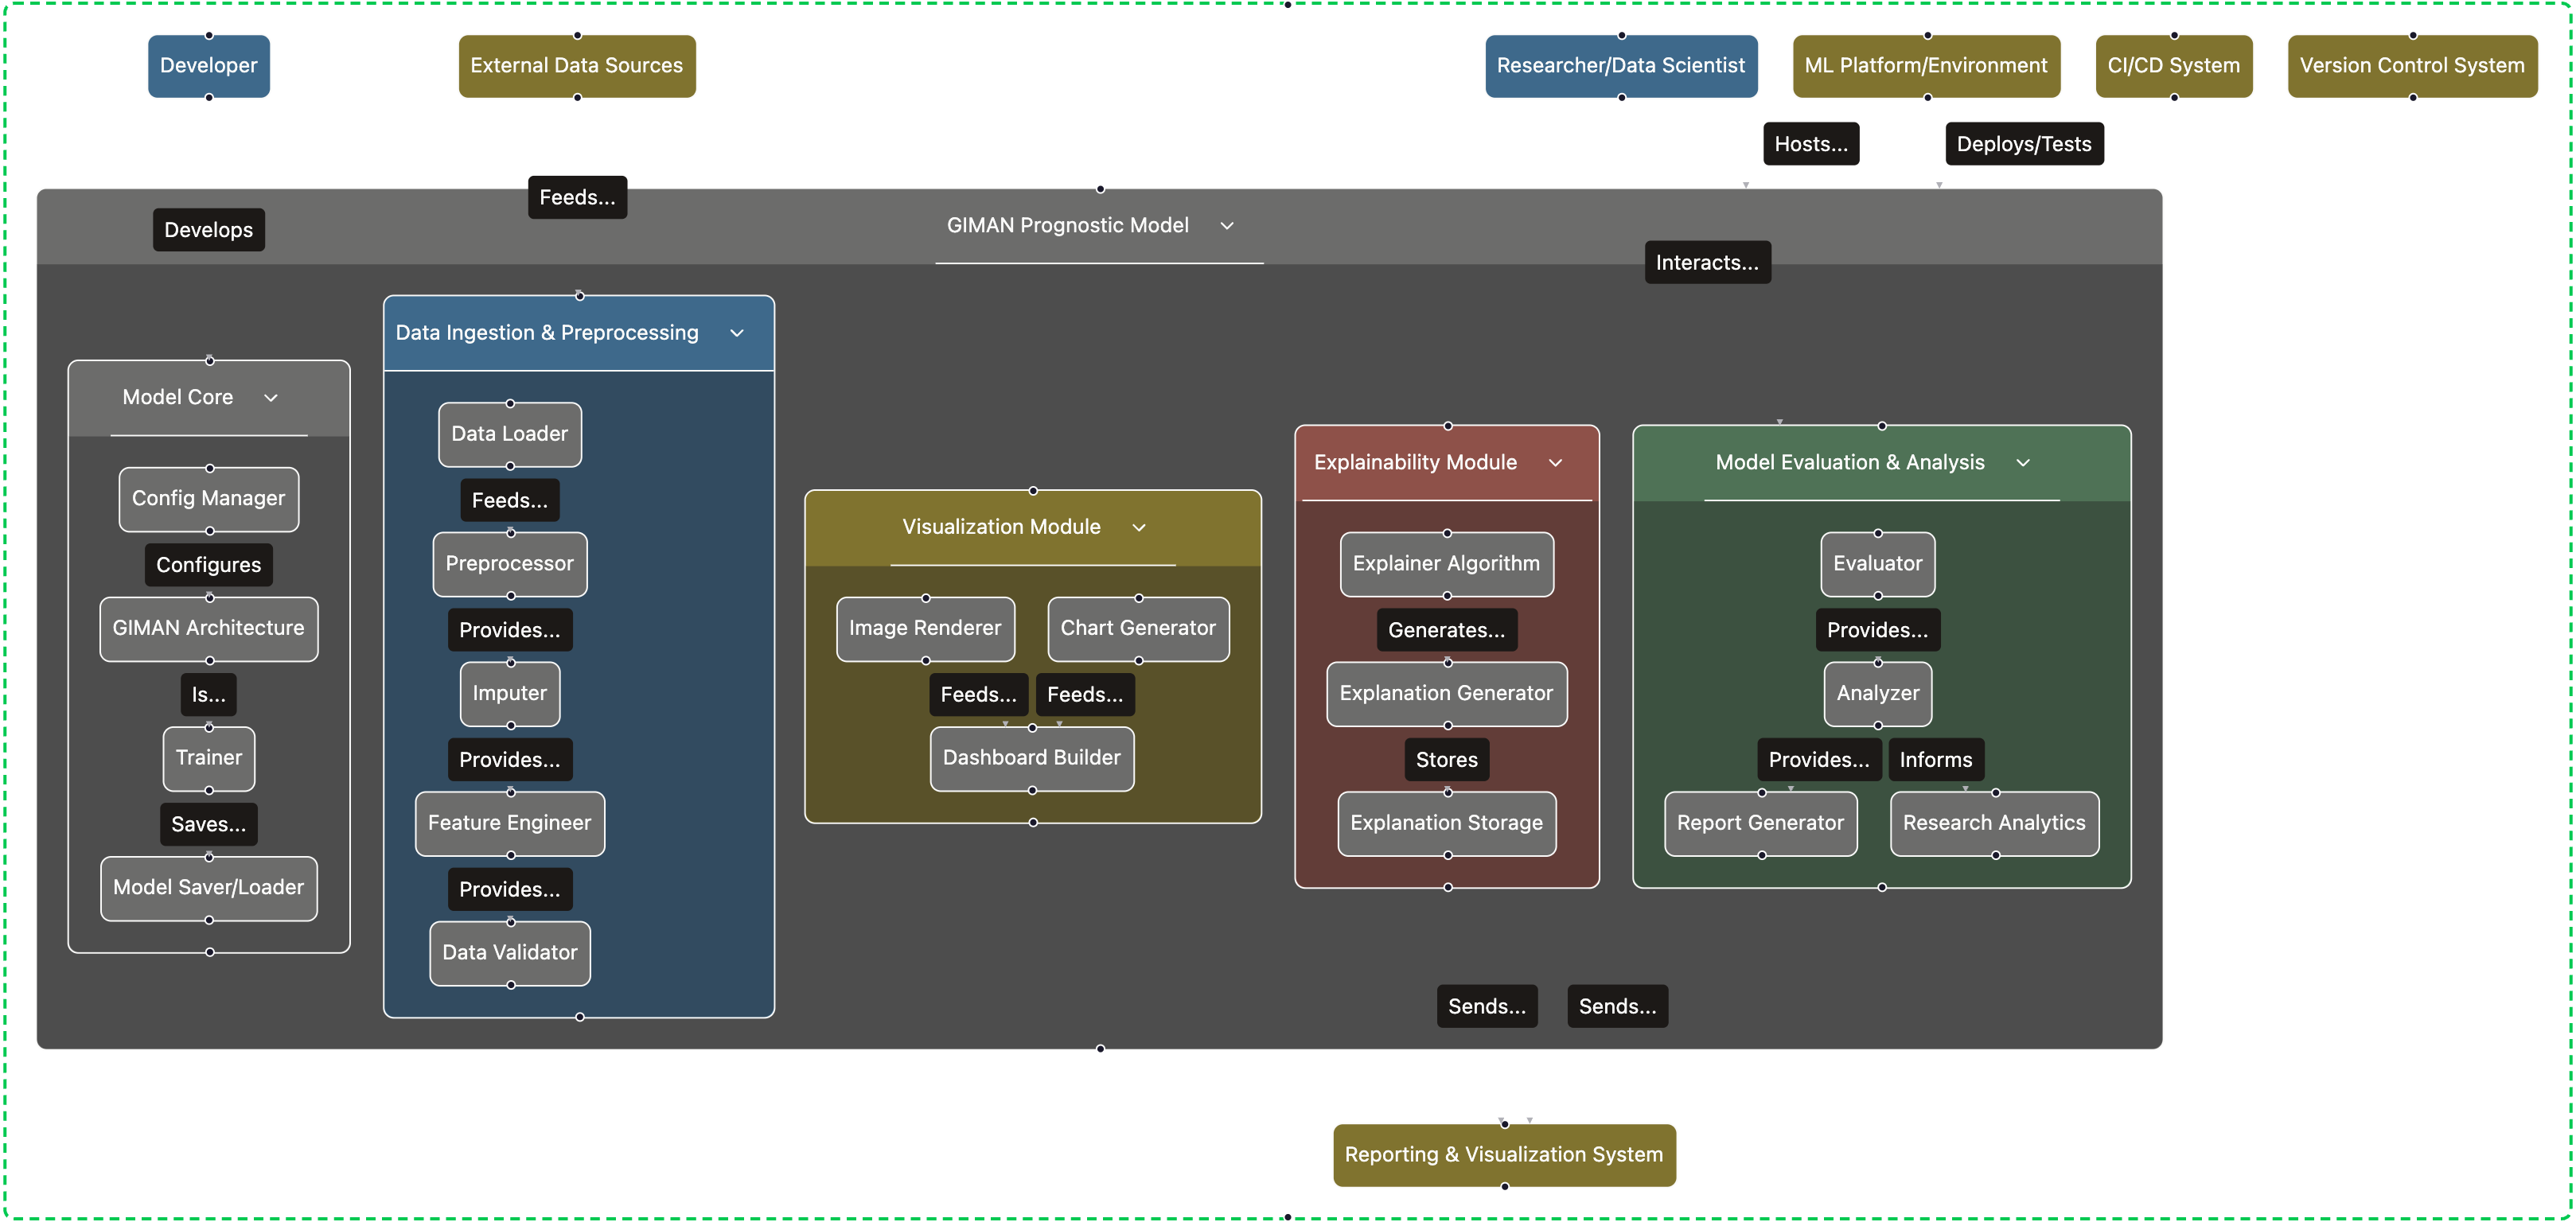 Developer
External Data Sources
Researcher/Data Scientist
ML Platform/Environment
CI/CD System
Version Control System
Hosts...
Deploys/Tests
Feeds...
Develops
GIMAN Prognostic Model
Interacts...
Model Core
Config Manager
Configures
GIMAN Architecture
Is...
Trainer
Saves...
Model Saver/Loader
Data Ingestion & Preprocessing
Data Loader
Feeds...
Preprocessor
Provides...
Imputer
Provides...
Feature Engineer
Provides...
Data Validator
Visualization Module
Image Renderer
Chart Generator
Feeds...
Feeds...
Dashboard Builder
Explainability Module
Explainer Algorithm
Generates...
Explanation Generator
Stores
Explanation Storage
Model Evaluation & Analysis
Evaluator
Provides...
Analyzer
Provides...
Informs
Report Generator
Research Analytics
Sends...
Sends...
Reporting & Visualization System